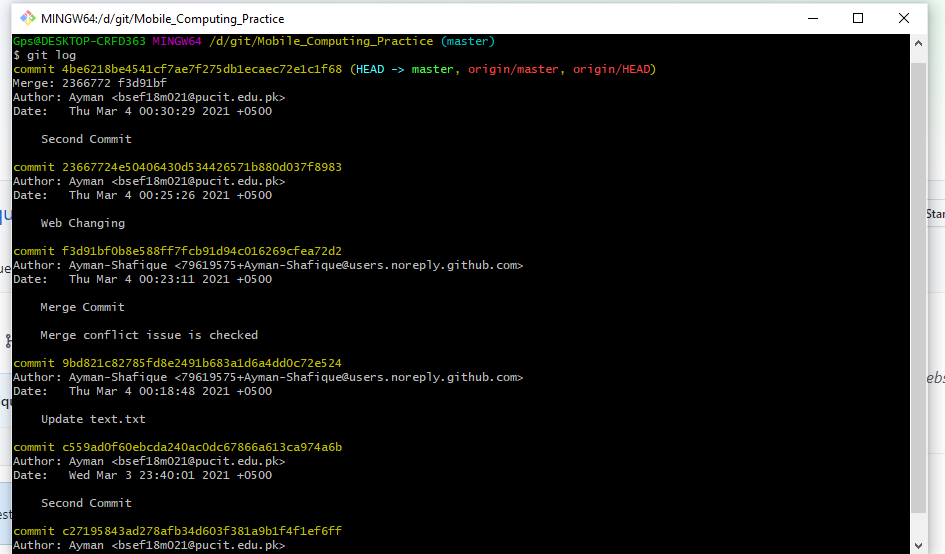 MINGW64:/d/git/Mobile_Computing_Practice
Gps@DESKTOP-CRFD363 MINGW64 /d/git/Mobile_Computing_Practice (master)
$ git log
commit 4be6218be4541cf7ae7f275db1ecaec72e1c1f68 (HEAD -> master, origin/master, origin/HEAD)
Merge: 2366772 f3d91bf
Author: Ayman <bsef18m021@pucit.edu.pk>
Date:   Thu Mar 4 00:30:29 2021 +0500
Second Commit
commit 23667724e50406430d534426571b880d037f8983
Author: Ayman <bsef18m021@pucit.edu.pk>
Date:   Thu Mar 4 00:25:26 2021 +0500
Web Changing
commit f3d91bf0b8e588ff7fcb91d94c016269cfea72d2
Author: Ayman-Shafique <79619575+Ayman-Shafique@users.noreply.github.com>
Date:   Thu Mar 4 00:23:11 2021 +0500
Merge Commit
Merge conflict issue is checked
commit 9bd821c82785fd8e2491b683a1d6a4dd0c72e524
Author: Ayman-Shafique <79619575+Ayman-Shafique@users.noreply.github.com>
Date:   Thu Mar 4 00:18:48 2021 +0500
Update text.txt
commit c559ad0f60ebcda240ac0dc67866a613ca974a6b
Author: Ayman <bsef18m021@pucit.edu.pk>
Date:   Wed Mar 3 23:40:01 2021 +0500
Second Commit
commit c27195843ad278afb34d603f381a9b1f4f1ef6ff
Author: Ayman <bsef18m021@pucit.edu.pk>